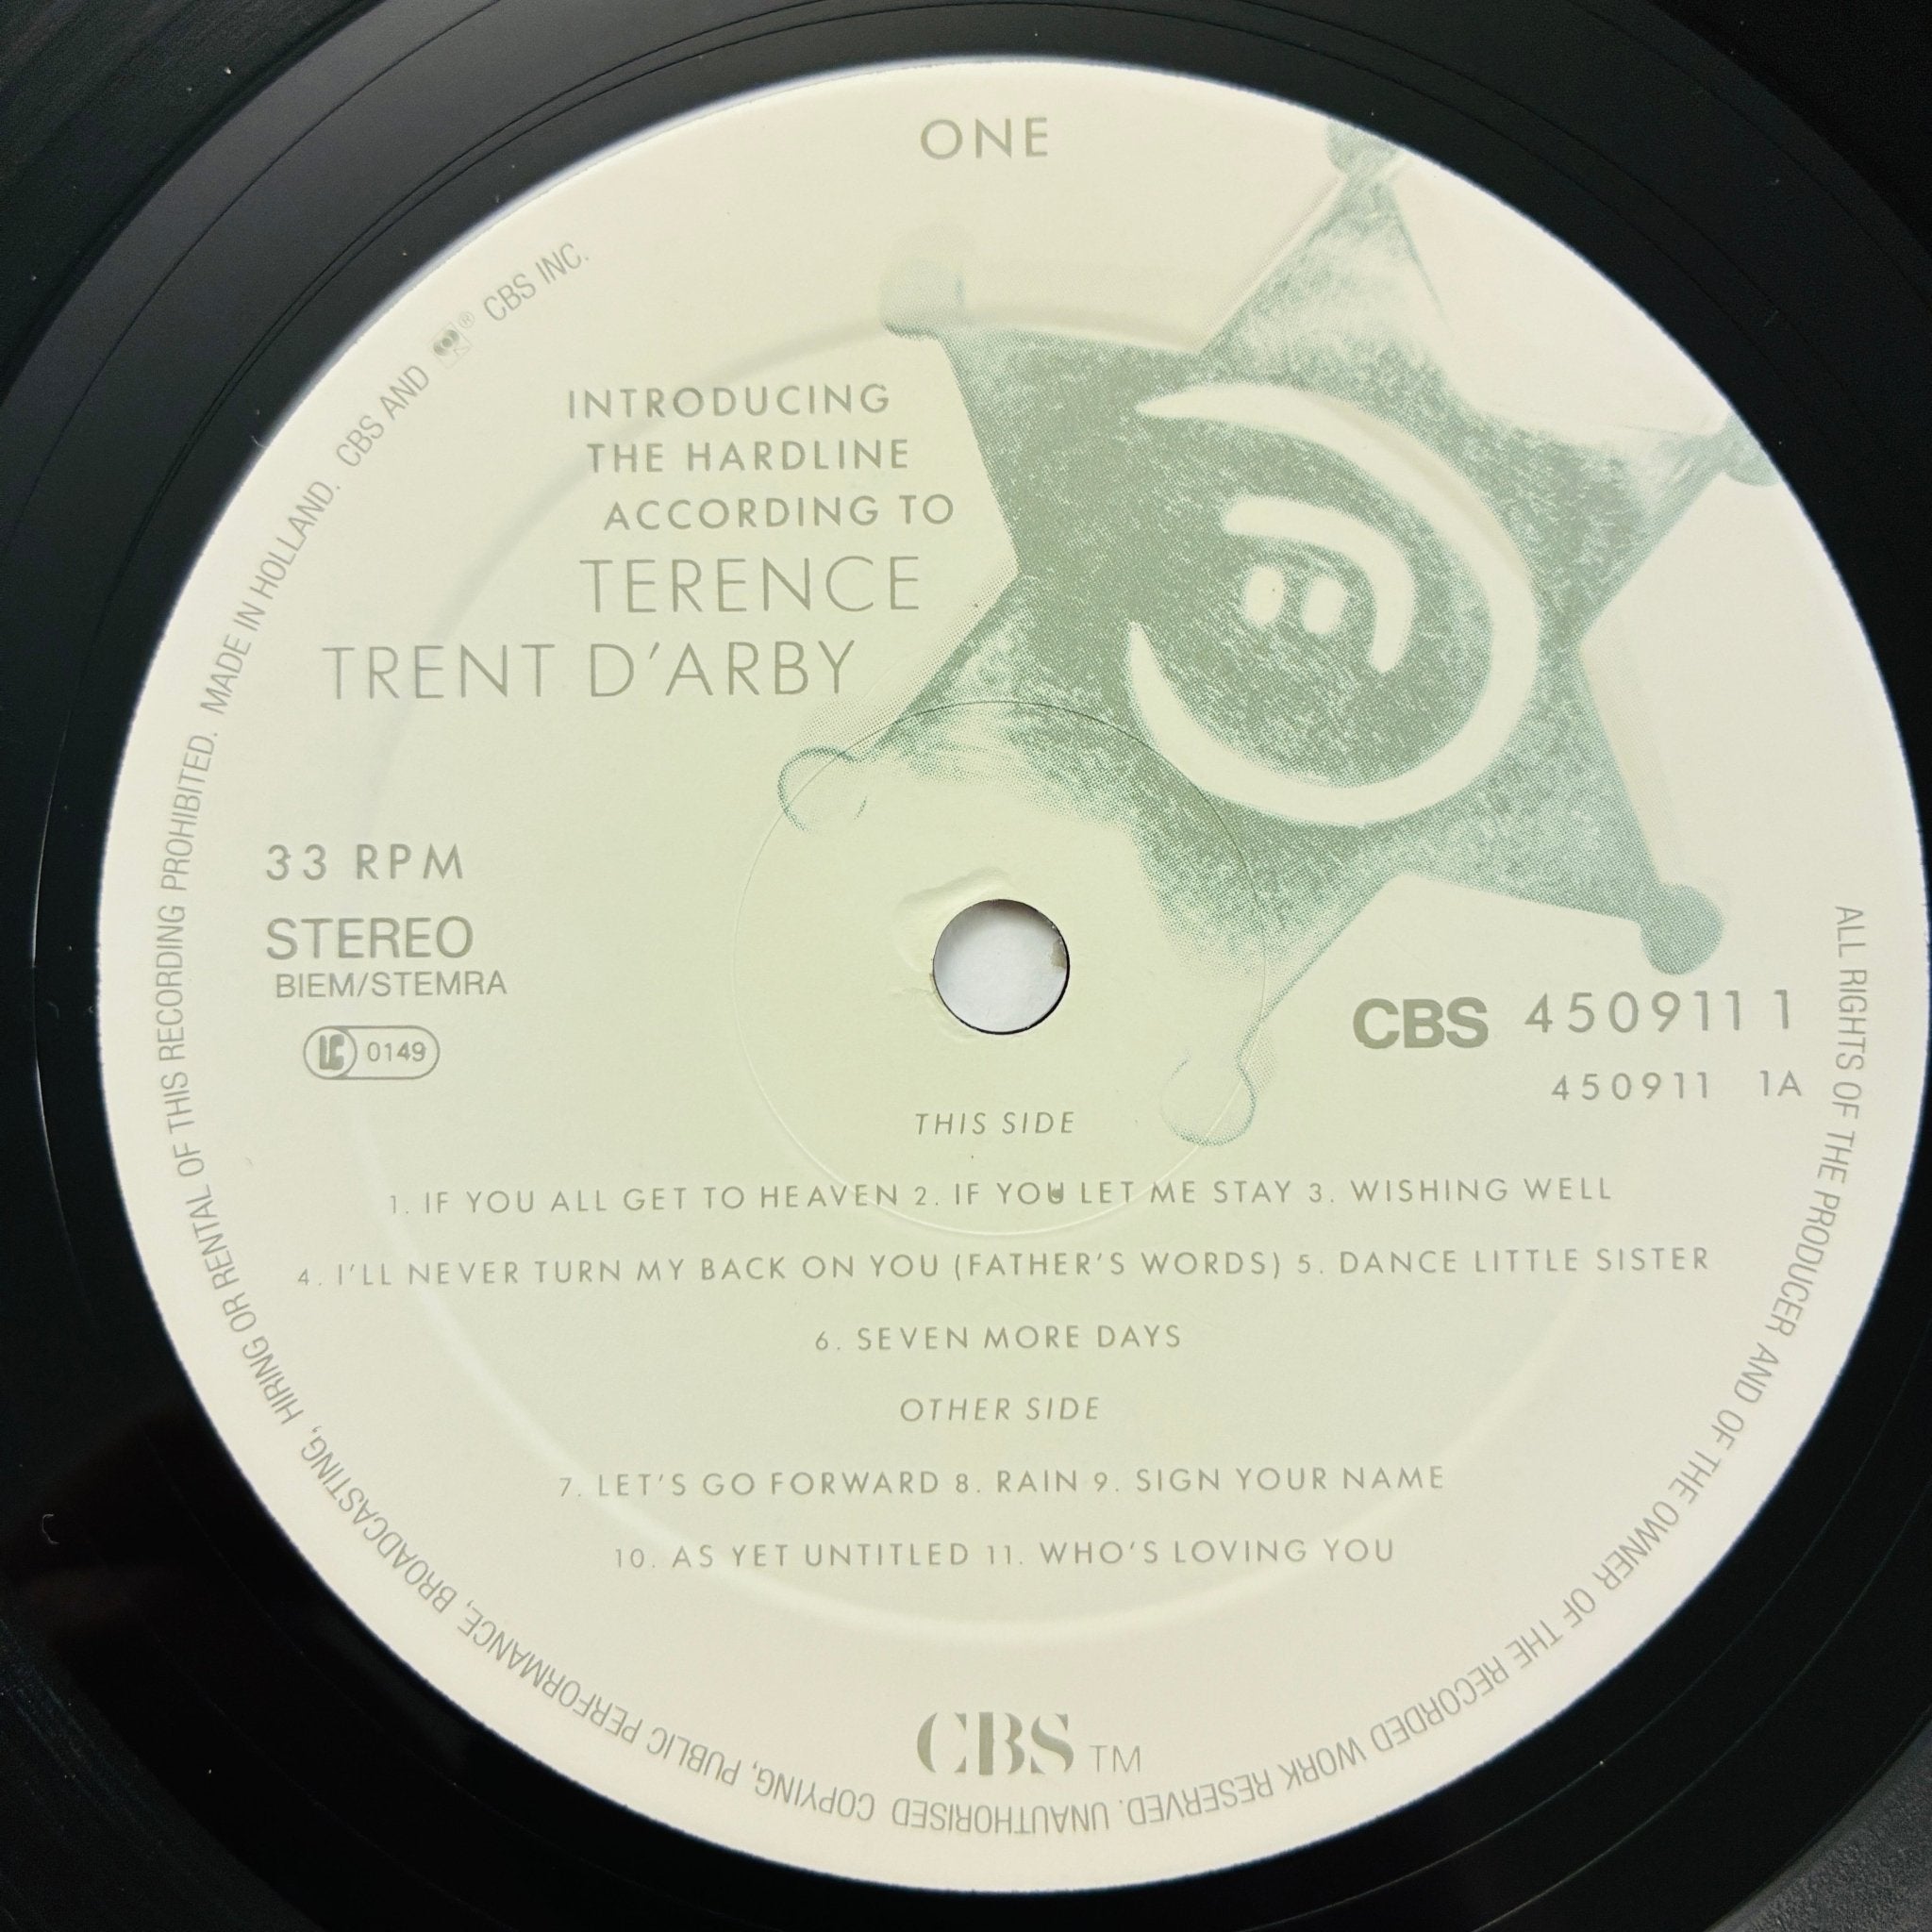 ONE
INTRODUCING
THE HARDLINE
ACCORDING TO
TERENCE
TRENT D'ARBY
33 RPM
STEREO
BIEM/STEMRA
LC 0149
CBS 450911 1
450911 1A
THIS SIDE
1. IF YOU ALL GET TO HEAVEN 2. IF YOU LET ME STAY 3. WISHING WELL
4. I'LL NEVER TURN MY BACK ON YOU (FATHER'S WORDS) 5. DANCE LITTLE SISTER
6. SEVEN MORE DAYS
OTHER SIDE
7. LET'S GO FORWARD 8. RAIN 9. SIGN YOUR NAME
10. AS YET UNTITLED 11. WHO'S LOVING YOU
CBS TM
ALL RIGHTS OF THE PRODUCER AND OF THE OWNER OF THE RECORDED WORK RESERVED. UNAUTHORISED COPYING, PUBLIC PERFORMANCE, BROADCASTING, HIRING OR RENTAL OF THIS RECORDING PROHIBITED. MADE IN HOLLAND. CBS AND ® CBS INC.